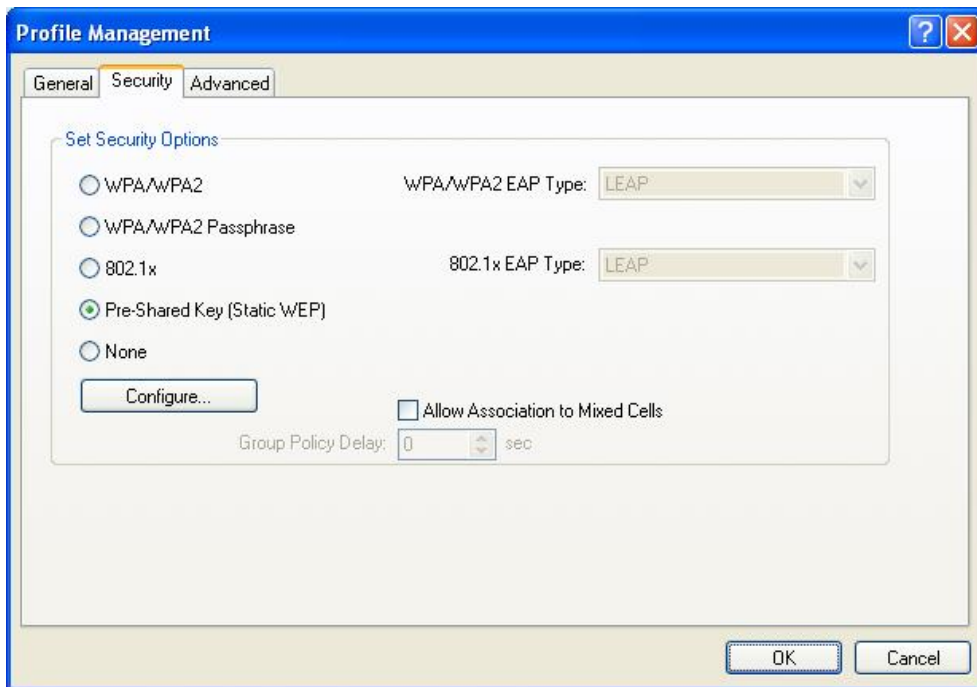 Profile Management
General Security Advanced
Set Security Options
WPA/WPA2 WPA/WPA2 EAP Type: LEAP
WPA/WPA2 Passphrase
802.1x 802.1x EAP Type: LEAP
Pre-Shared Key (Static WEP)
None
Configure...
Allow Association to Mixed Cells
Group Policy Delay: 0 sec
OK Cancel